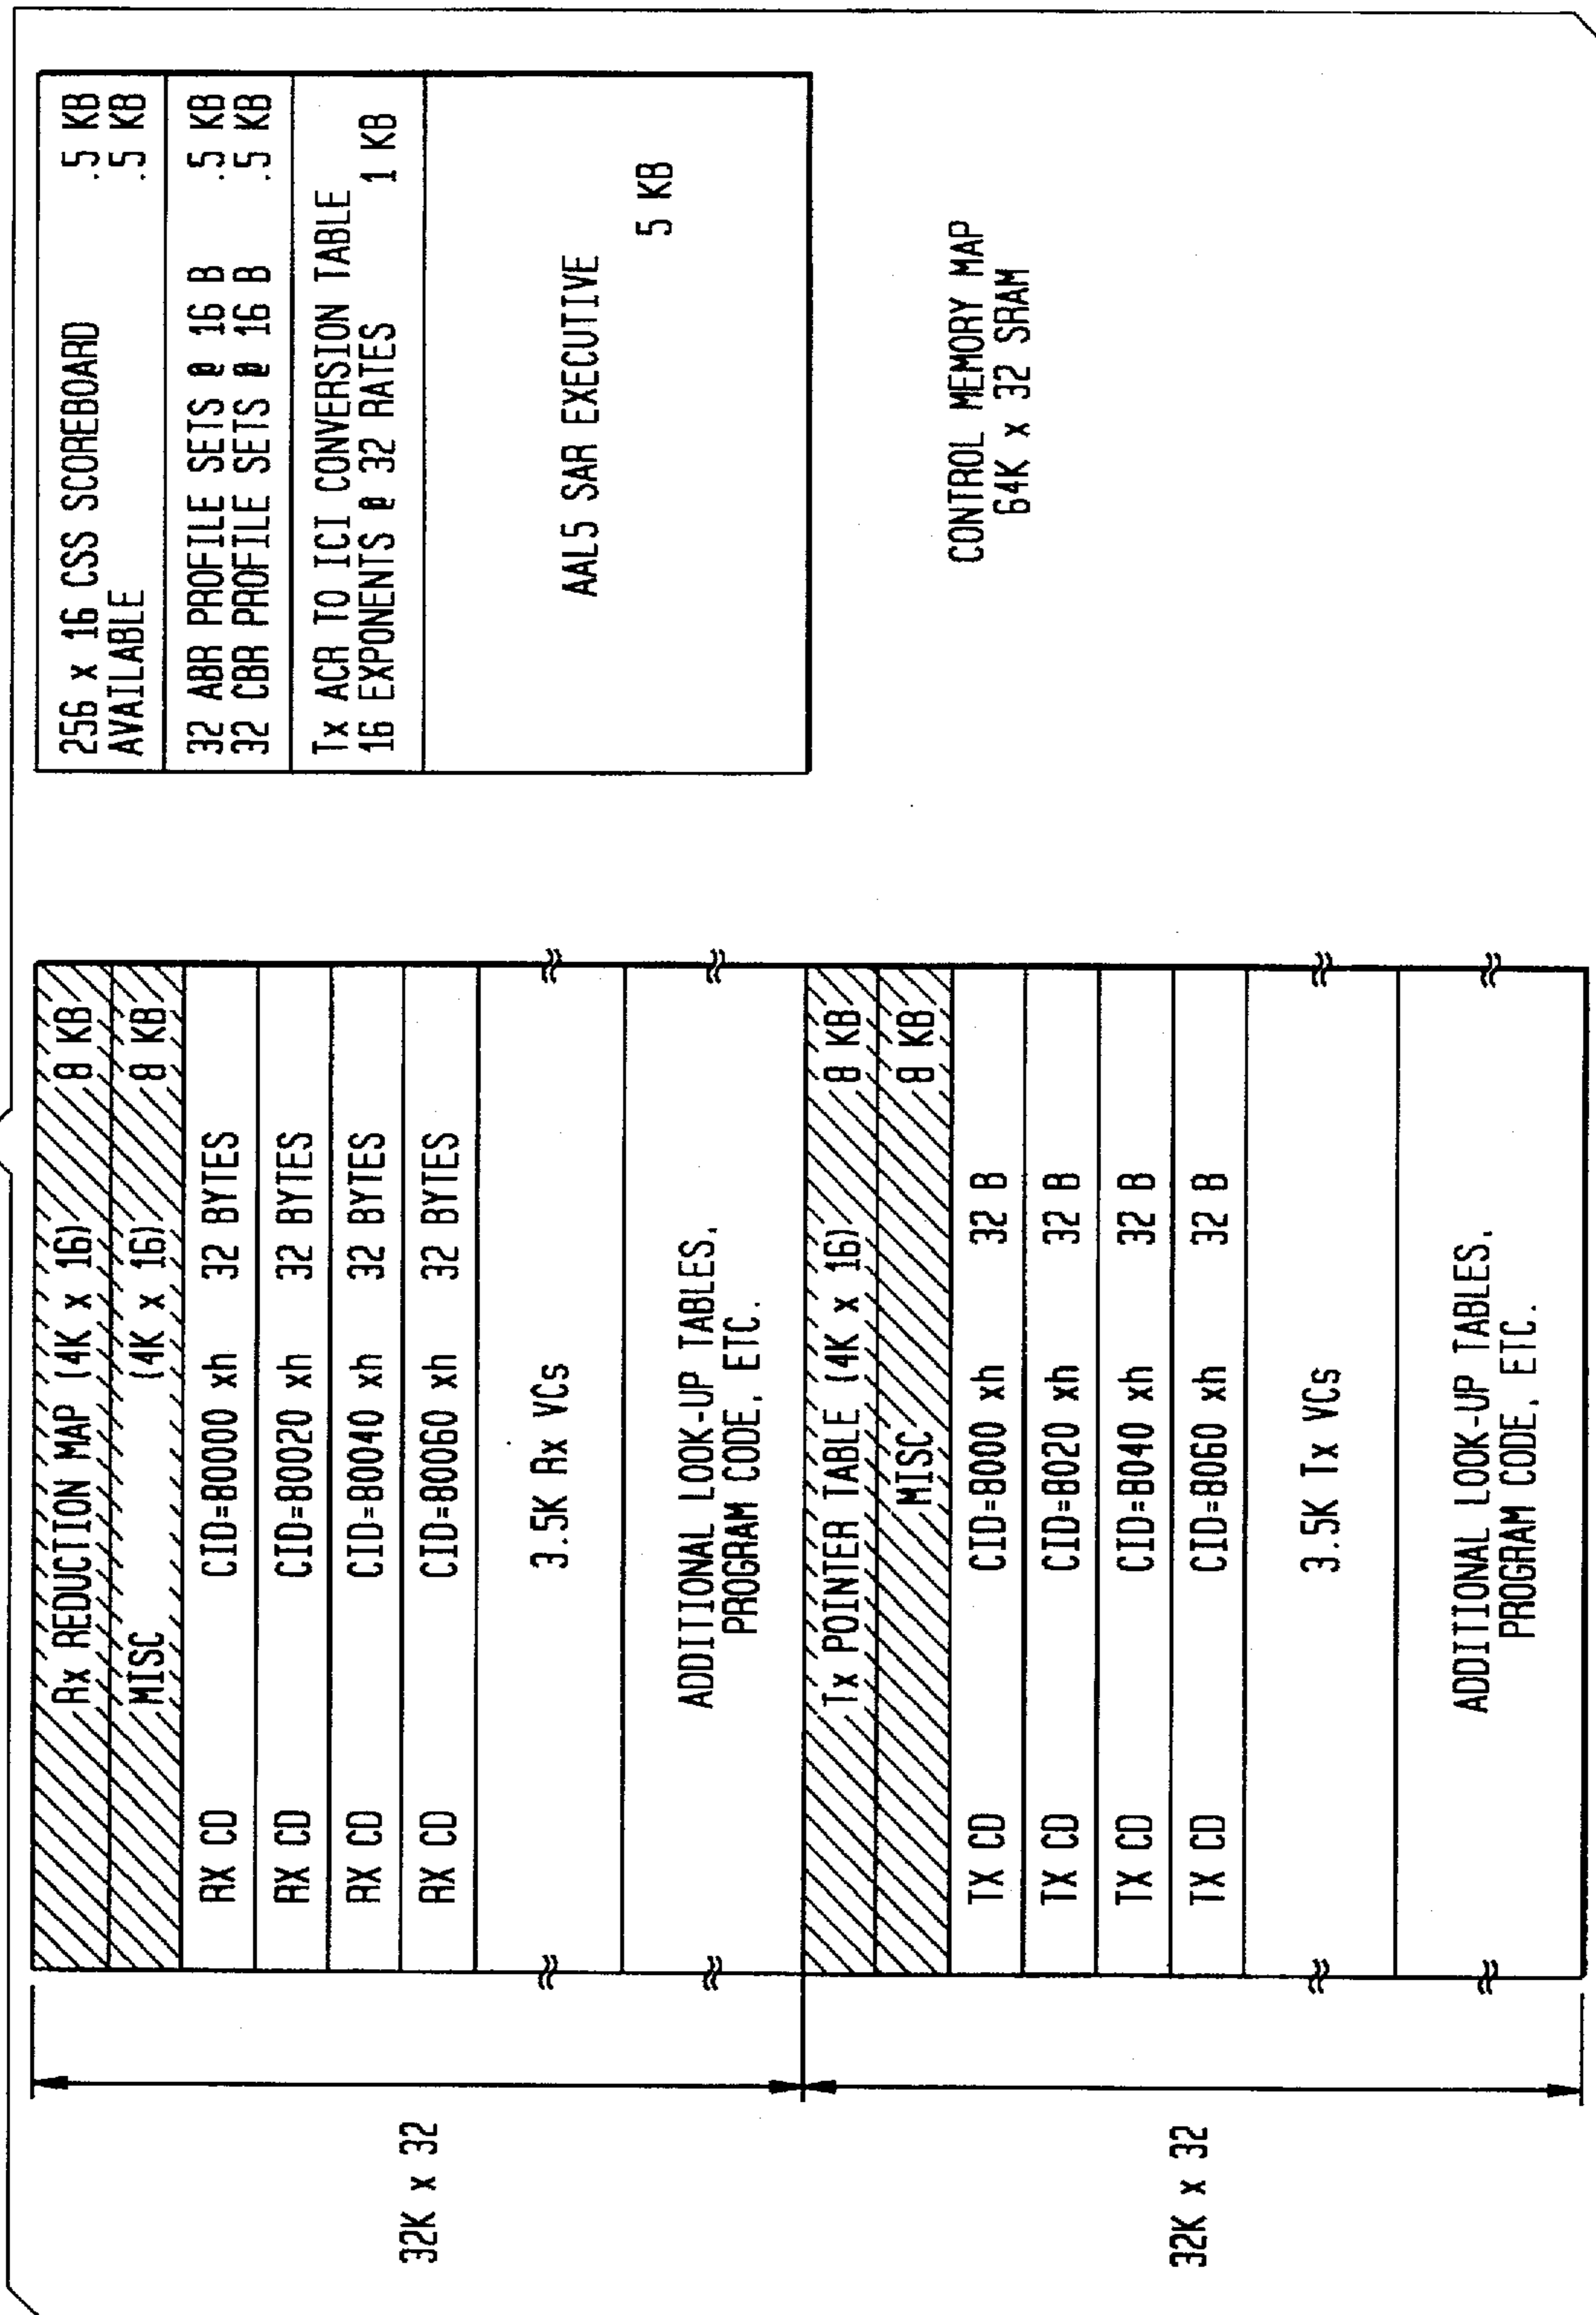 32K x 32
Rx REDUCTION MAP (4K x 16) 8 KB
MISC (4K x 16) 8 KB
RX CD CID=80000 xh 32 BYTES
RX CD CID=80020 xh 32 BYTES
RX CD CID=80040 xh 32 BYTES
RX CD CID=80060 xh 32 BYTES
3.5K Rx VCs
ADDITIONAL LOOK-UP TABLES,
PROGRAM CODE, ETC.
32K x 32
Tx POINTER TABLE (4K x 16) 8 KB
MISC 8 KB
TX CD CID=8000 xh 32 B
TX CD CID=8020 xh 32 B
TX CD CID=8040 xh 32 B
TX CD CID=8060 xh 32 B
3.5K Tx VCs
ADDITIONAL LOOK-UP TABLES,
PROGRAM CODE, ETC.
256 x 16 CSS SCOREBOARD .5 KB
AVAILABLE .5 KB
32 ABR PROFILE SETS @ 16 B .5 KB
32 CBR PROFILE SETS @ 16 B .5 KB
Tx ACR TO ICI CONVERSION TABLE
16 EXPONENTS @ 32 RATES 1 KB
AAL5 SAR EXECUTIVE
5 KB
CONTROL MEMORY MAP
64K x 32 SRAM